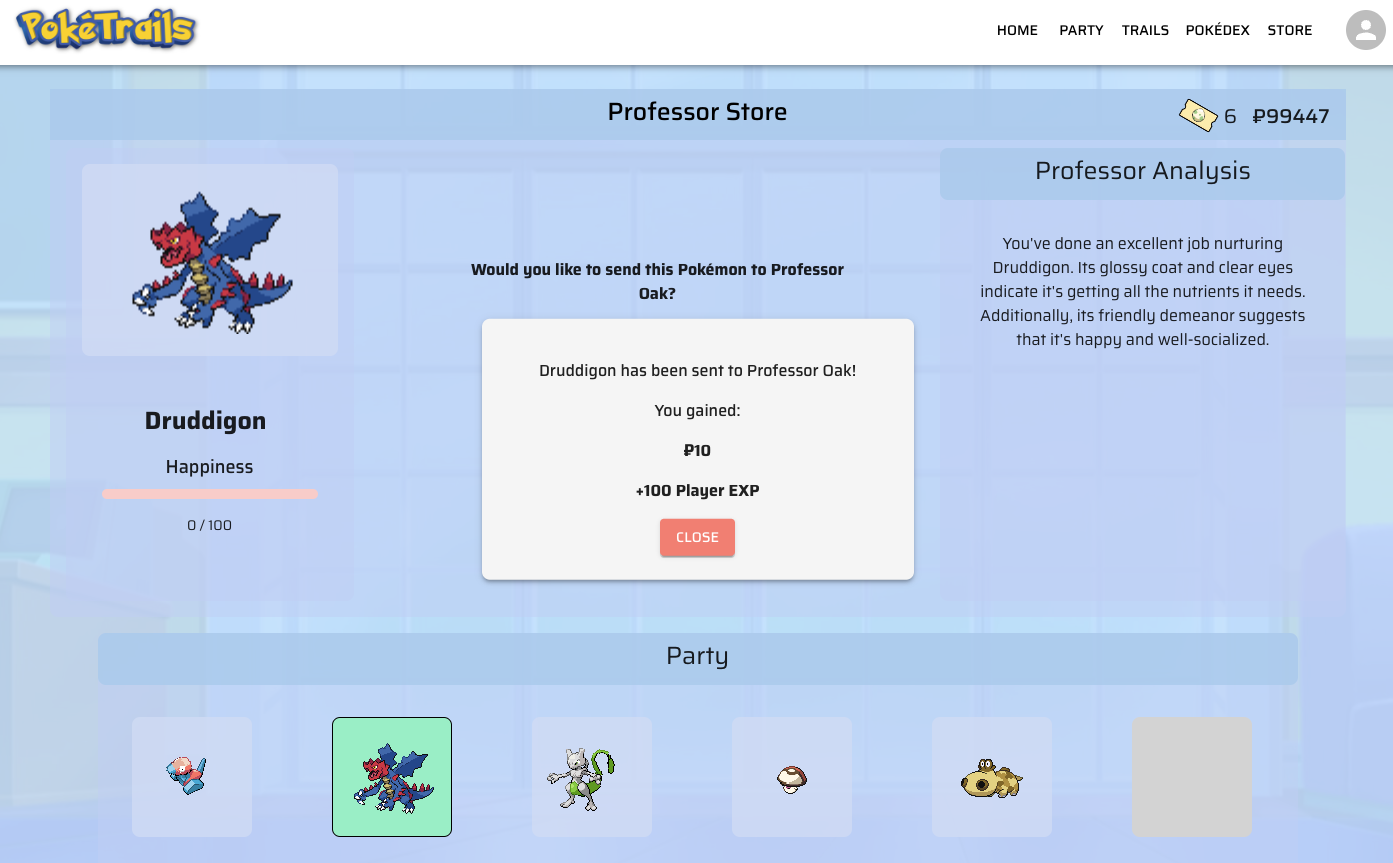 PokéTrails
HOME PARTY TRAILS POKÉDEX STORE
Professor Store
6 ₽99447
Professor Analysis
You've done an excellent job nurturing
Druddigon. Its glossy coat and clear eyes
indicate it's getting all the nutrients it needs.
Additionally, its friendly demeanor suggests
that it's happy and well-socialized.
Would you like to send this Pokémon to Professor
Oak?
Druddigon has been sent to Professor Oak!
You gained:
₽10
+100 Player EXP
CLOSE
Druddigon
Happiness
0 / 100
Party